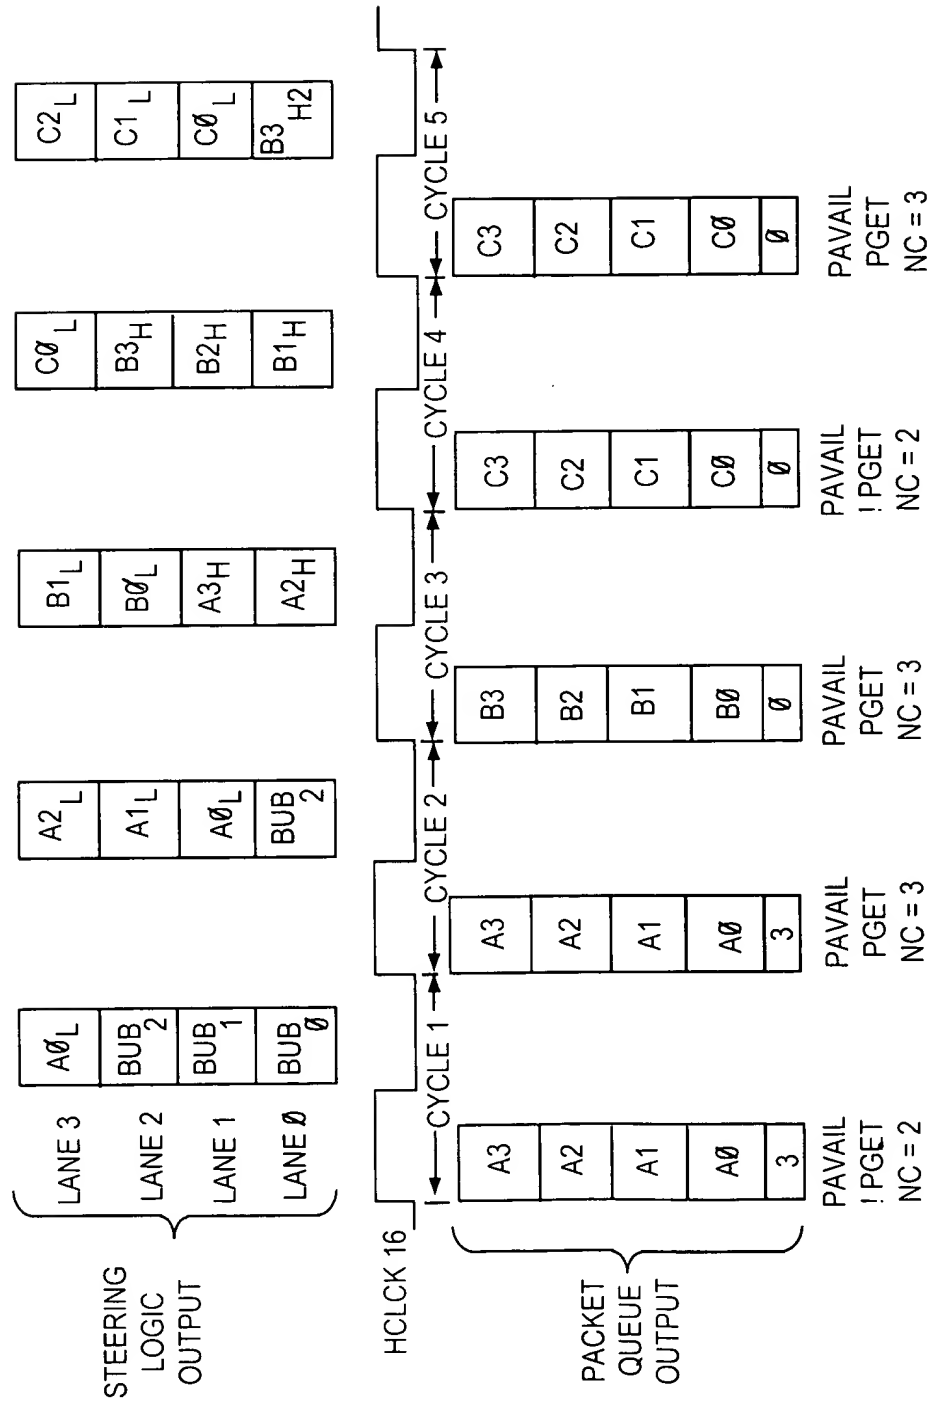 STEERING
LOGIC
OUTPUT
LANE 3 AØL A2L B1L CØL C2L
LANE 2 BUB2 A1L BØL B3H C1L
LANE 1 BUB1 AØL A3H B2H CØL
LANE Ø BUBØ BUB2 A2H B1H B3H2
HCLCK 16
CYCLE 1 CYCLE 2 CYCLE 3 CYCLE 4 CYCLE 5
PACKET
QUEUE
OUTPUT
A3 A3 B3 C3 C3
A2 A2 B2 C2 C2
A1 A1 B1 C1 C1
AØ AØ BØ CØ CØ
3 3 Ø Ø Ø
PAVAIL PAVAIL PAVAIL PAVAIL PAVAIL
! PGET PGET PGET ! PGET PGET
NC = 2 NC = 3 NC = 3 NC = 2 NC = 3